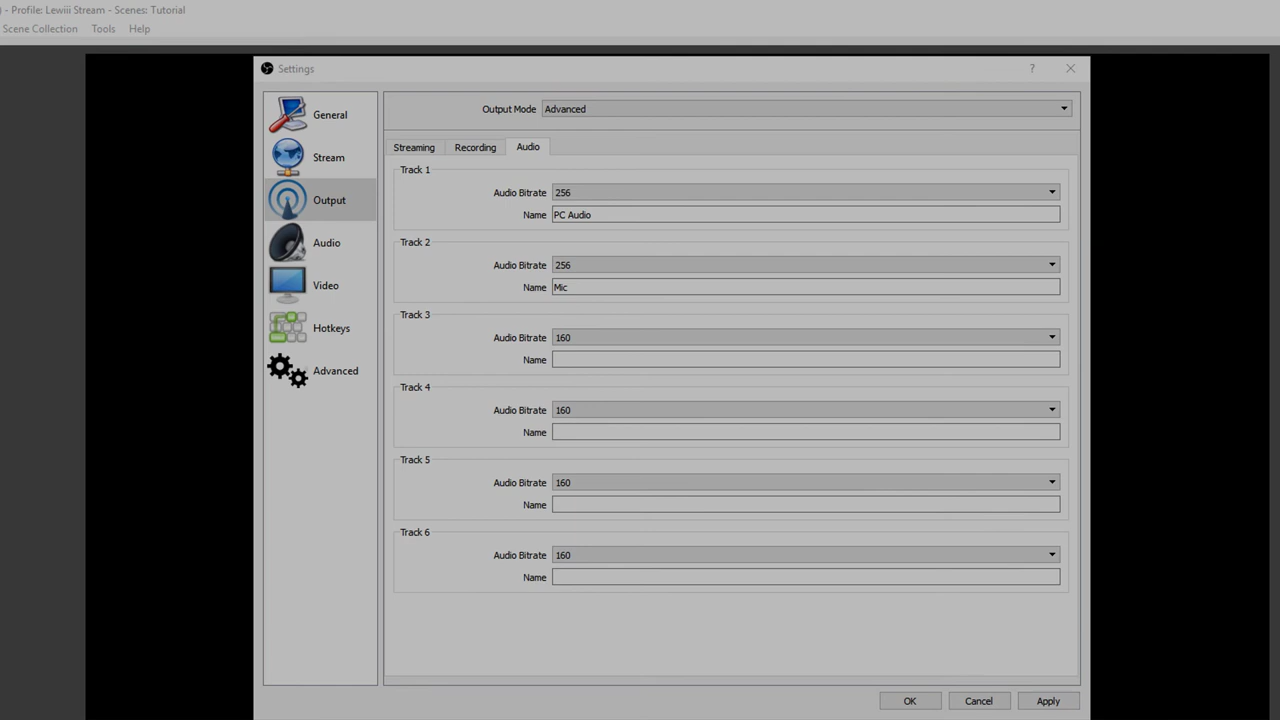 ) - Profile: Lewiii Stream - Scenes: Tutorial
Scene Collection Tools Help
Settings ?
General
Stream
Output
Audio
Video
Hotkeys
Advanced
Output Mode Advanced
Streaming Recording Audio
Track 1
Audio Bitrate 256
Name PC Audio
Track 2
Audio Bitrate 256
Name Mic
Track 3
Audio Bitrate 160
Name
Track 4
Audio Bitrate 160
Name
Track 5
Audio Bitrate 160
Name
Track 6
Audio Bitrate 160
Name
OK Cancel Apply